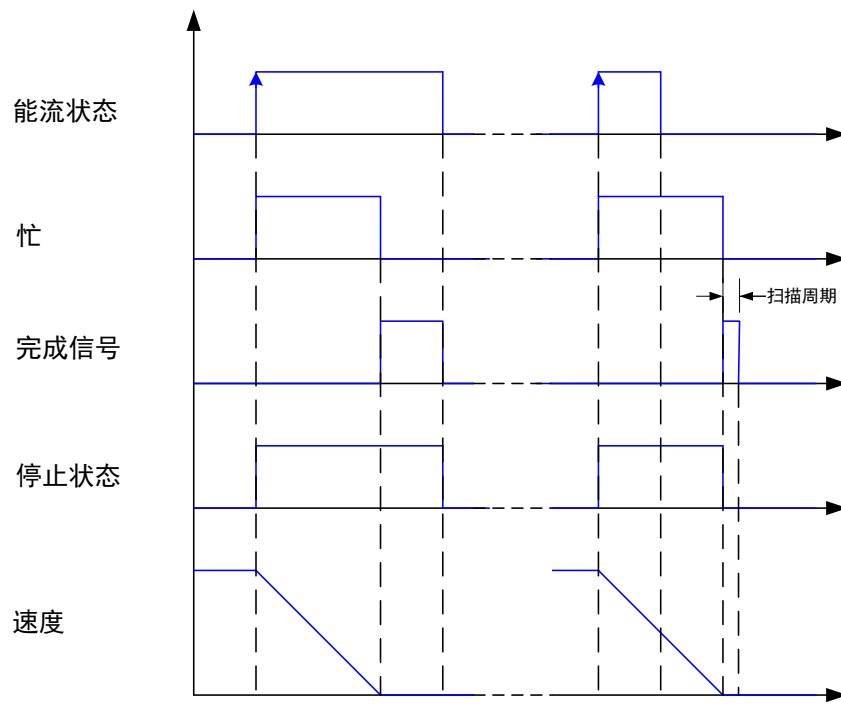 能流状态
忙
扫描周期
完成信号
停止状态
速度